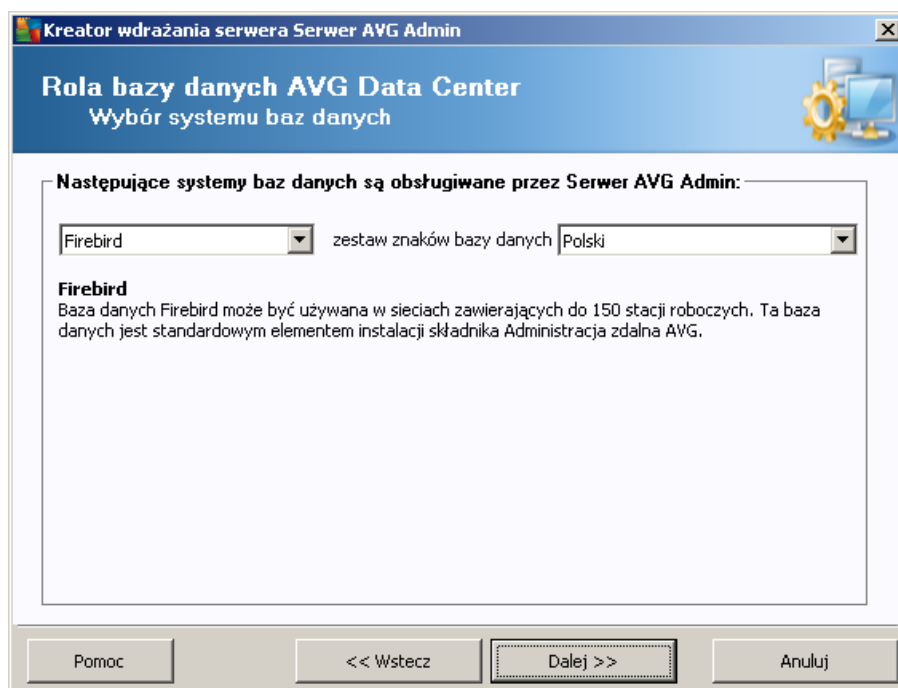 Kreator wdrażania serwera Serwer AVG Admin
Rola bazy danych AVG Data Center
Wybór systemu baz danych
Następujące systemy baz danych są obsługiwane przez Serwer AVG Admin:
Firebird zestaw znaków bazy danych Polski
Firebird
Baza danych Firebird może być używana w sieciach zawierających do 150 stacji roboczych. Ta baza
danych jest standardowym elementem instalacji składnika Administracja zdalna AVG.
Pomoc << Wstecz Dalej >> Anuluj